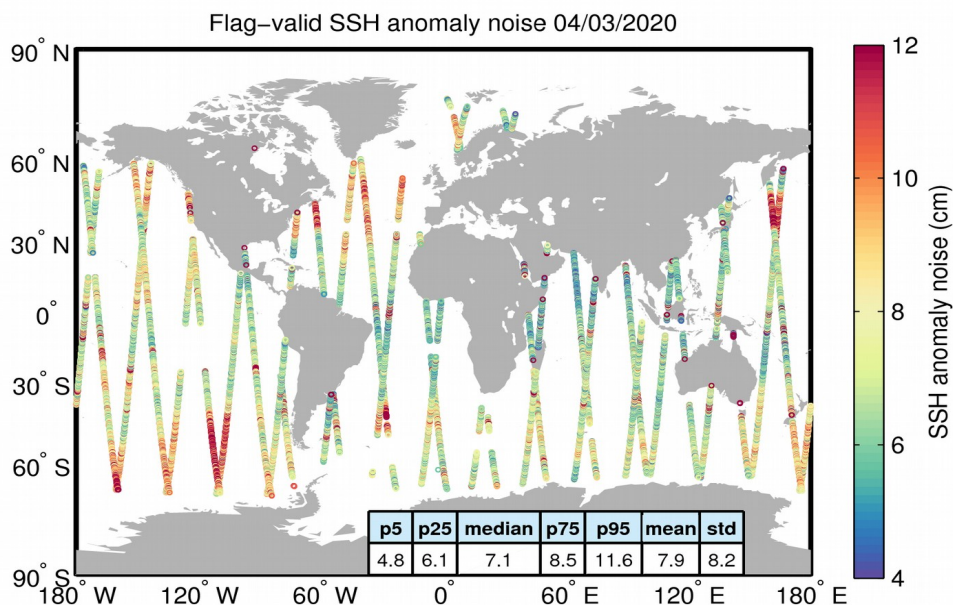 Flag−valid SSH anomaly noise 04/03/2020
90° N
60° N
30° N
0°
30° S
60° S
90° S
180° W
120° W
60° W
0°
60° E
120° E
180° E
12
10
8
6
4
SSH anomaly noise (cm)
p5 p25 median p75 p95 mean std
4.8 6.1 7.1 8.5 11.6 7.9 8.2